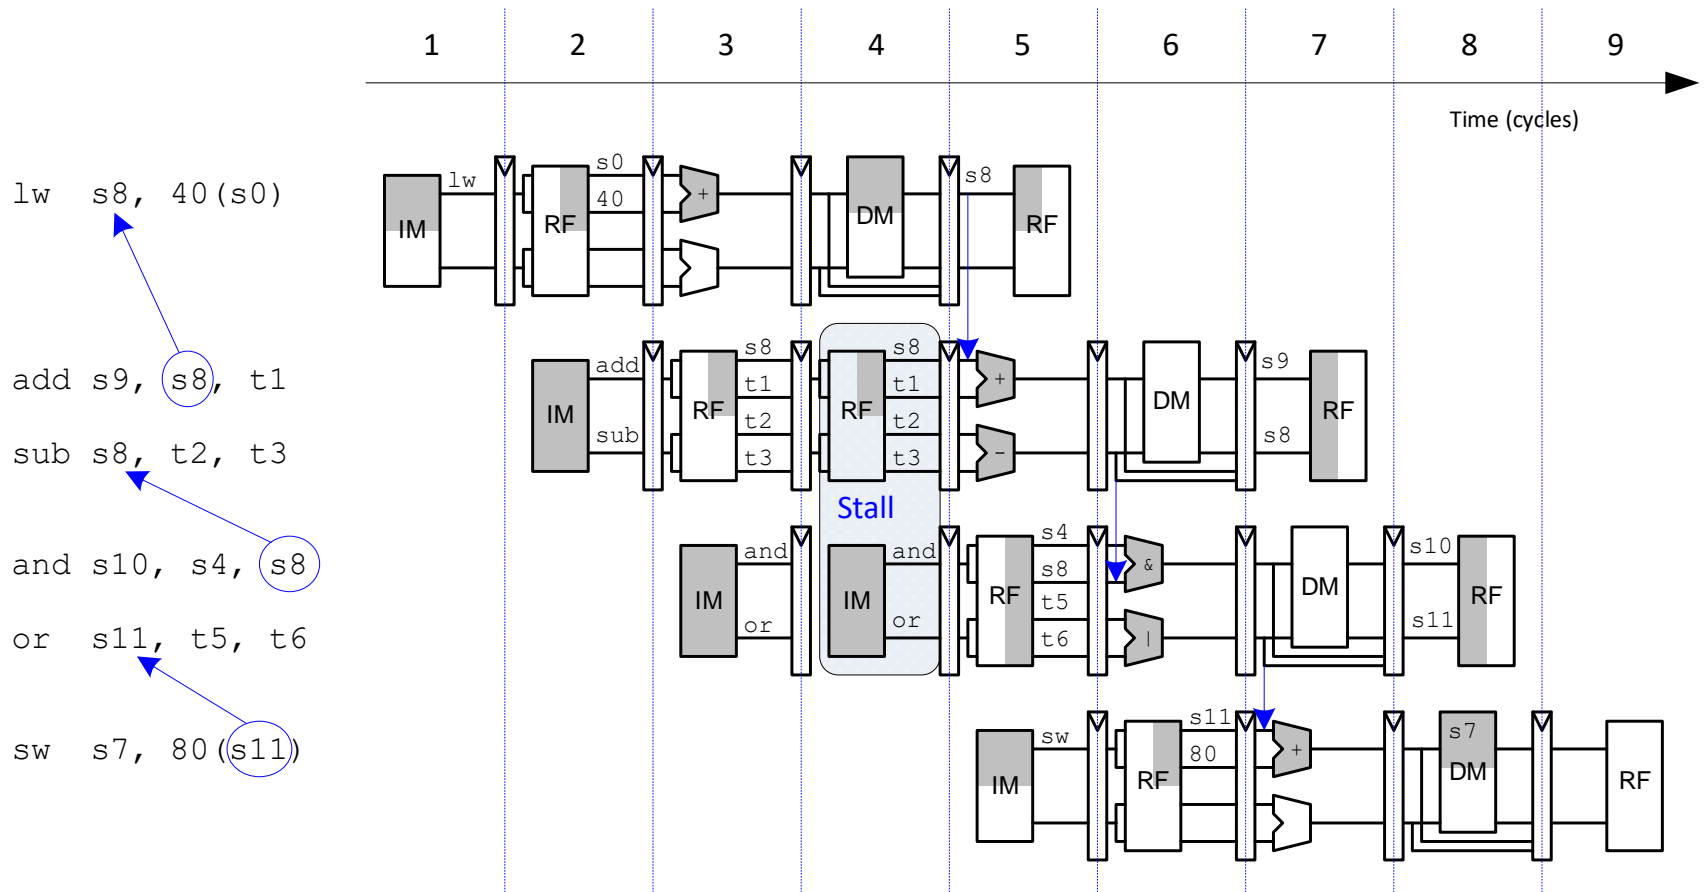 1 2 3 4 5 6 7 8 9
Time (cycles)
lw s8, 40(s0)
IM lw RF s0 40 + DM s8 RF
add s9, s8, t1
sub s8, t2, t3
IM add sub RF s8 t1 t2 t3 RF s8 t1 t2 t3 + - DM s9 s8 RF
Stall
and s10, s4, s8
or s11, t5, t6
IM and or IM and or RF s4 s8 t5 t6 & | DM s10 s11 RF
sw s7, 80(s11)
IM sw RF s11 80 + s7 DM RF